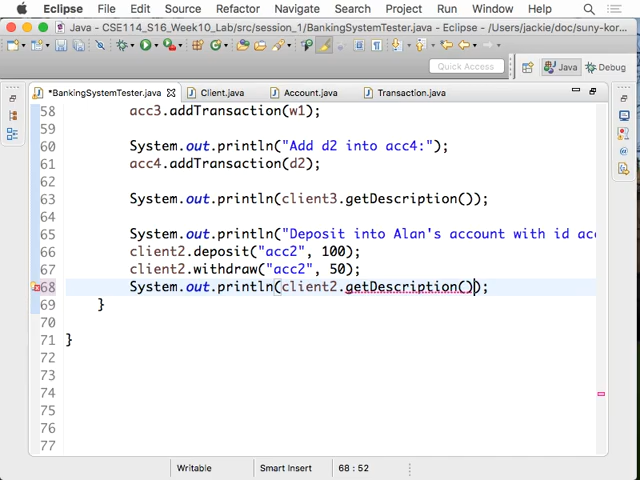 Eclipse File Edit Source Refactor Navigate Search Project Run Window Help
Java - CSE114_S16_Week10_Lab/src/session_1/BankingSystemTester.java - Eclipse - /Users/jackie/doc/suny-kor
Quick Access
Java
Debug
*BankingSystemTester.java
Client.java
Account.java
Transaction.java
58 acc3.addTransaction(w1);
59
60 System.out.println("Add d2 into acc4:");
61 acc4.addTransaction(d2);
62
63 System.out.println(client3.getDescription());
64
65 System.out.println("Deposit into Alan's account with id acc
66 client2.deposit("acc2", 100);
67 client2.withdraw("acc2", 50);
68 System.out.println(client2.getDescription());
69 }
70
71 }
72
73
74
75
76
77
Writable
Smart Insert
68 : 52